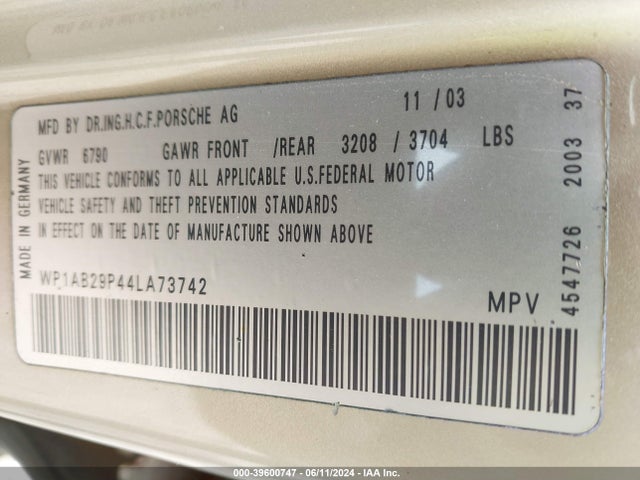 MFD BY DR.ING.H.C.F.PORSCHE AG 11 / 03
GVWR 6790 GAWR FRONT /REAR 3208 / 3704 LBS
THIS VEHICLE CONFORMS TO ALL APPLICABLE U.S.FEDERAL MOTOR
VEHICLE SAFETY AND THEFT PREVENTION STANDARDS
IN EFFECT ON THE DATE OF MANUFACTURE SHOWN ABOVE
WP1AB29P44LA73742
MPV
MADE IN GERMANY
4547726 2003 37
000-39600747 - 06/11/2024 - IAA Inc.